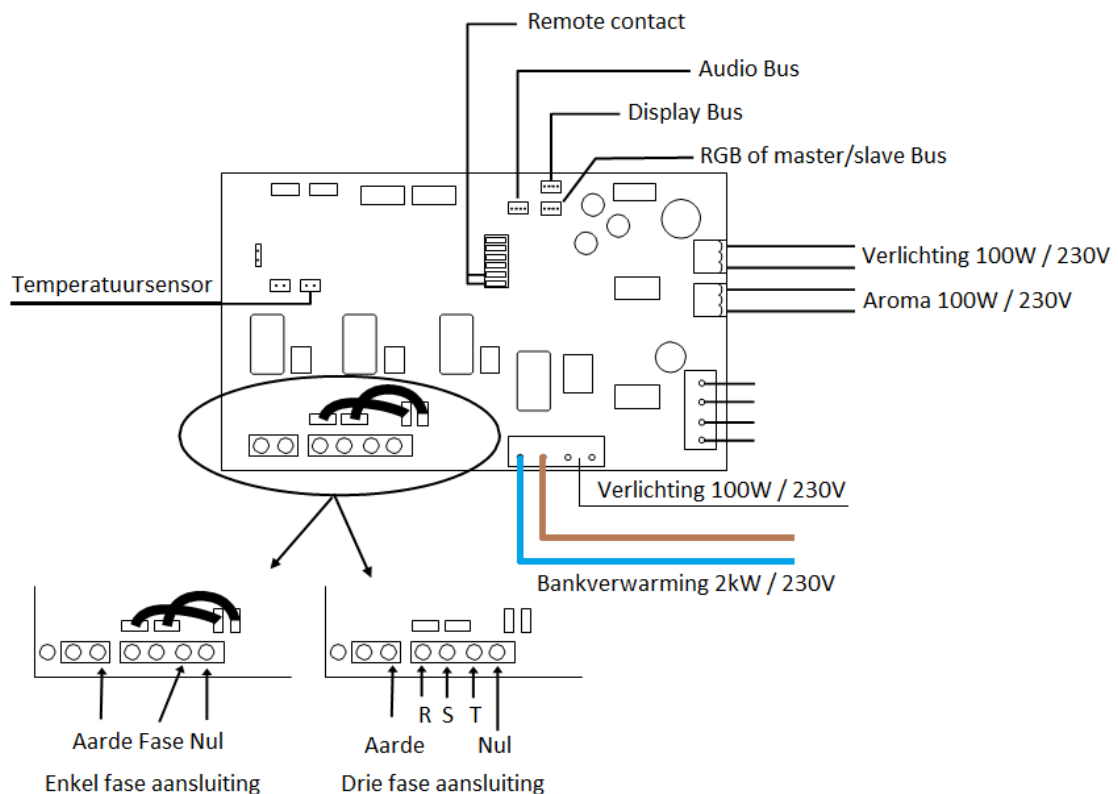 Remote contact
Audio Bus
Display Bus
RGB of master/slave Bus
Verlichting 100W / 230V
Temperatuursensor
Aroma 100W / 230V
Verlichting 100W / 230V
Bankverwarming 2kW / 230V
R S T
Aarde Fase Nul
Aarde Nul
Enkel fase aansluiting
Drie fase aansluiting